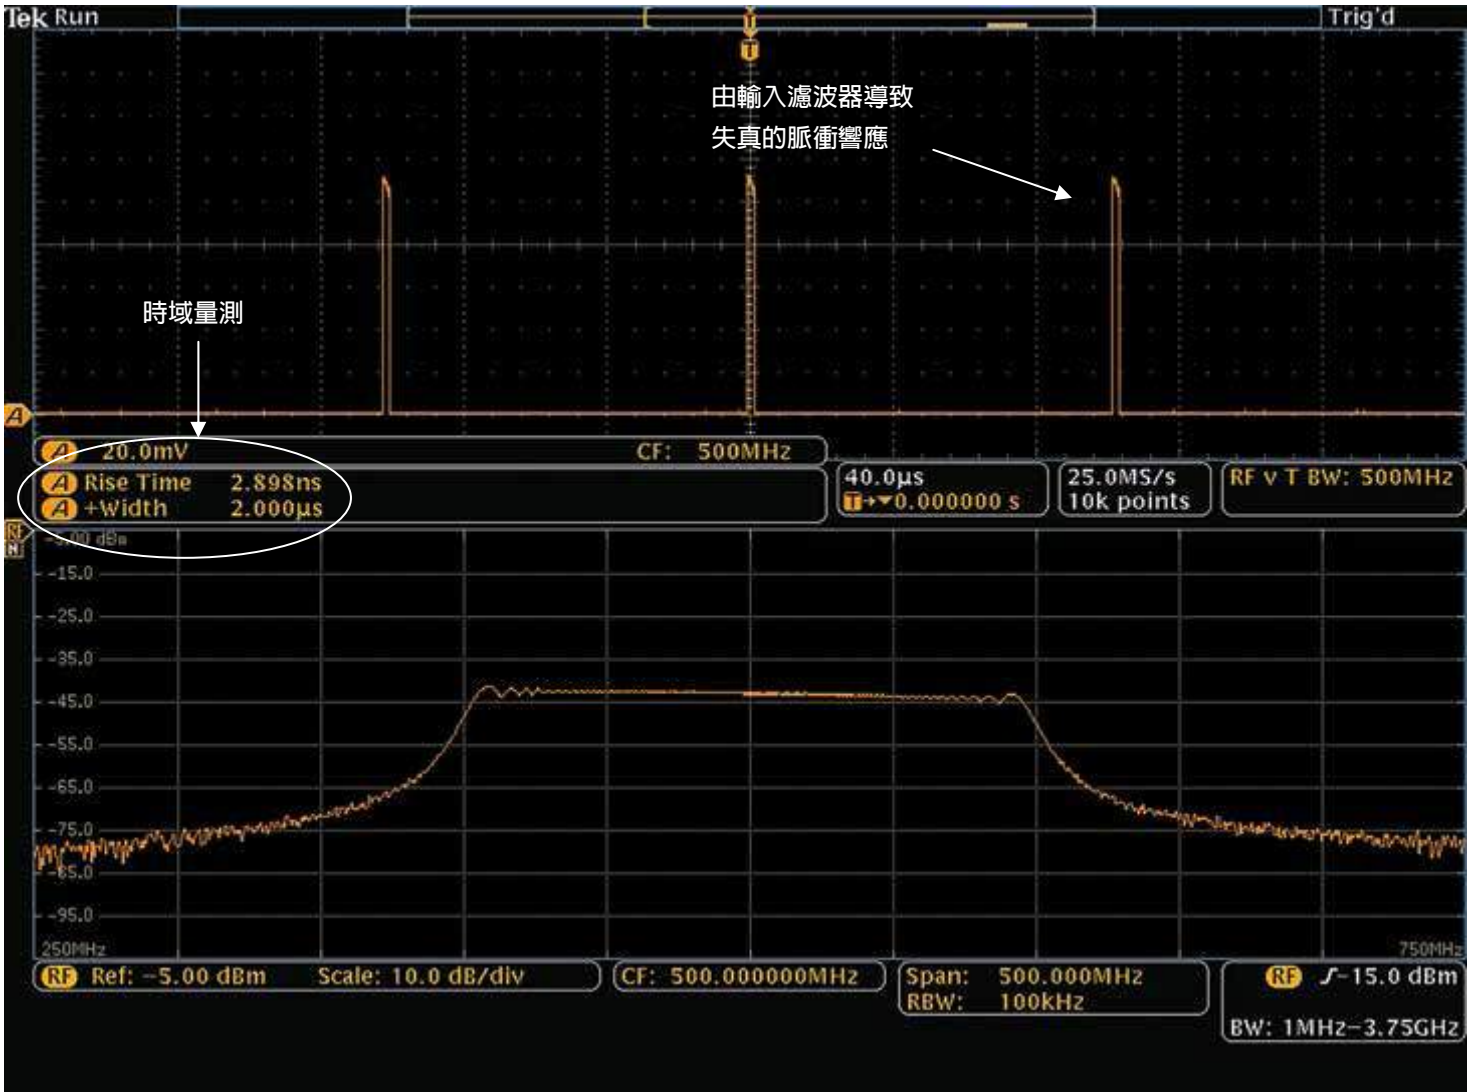 Tek Run
Trig'd
T
T
由輸入濾波器導致
失真的脈衝響應
時域量測
A
A 20.0mV CF: 500MHz
A Rise Time 2.898ns
A +Width 2.000µs
40.0µs
T→▼0.000000 s
25.0MS/s
10k points
RF v T BW: 500MHz
RF
N
-5.00 dBm
-15.0
-25.0
-35.0
-45.0
-55.0
-65.0
-75.0
-85.0
-95.0
250MHz
750MHz
RF Ref: -5.00 dBm Scale: 10.0 dB/div
CF: 500.000000MHz
Span: 500.000MHz
RBW: 100kHz
RF -15.0 dBm
BW: 1MHz-3.75GHz